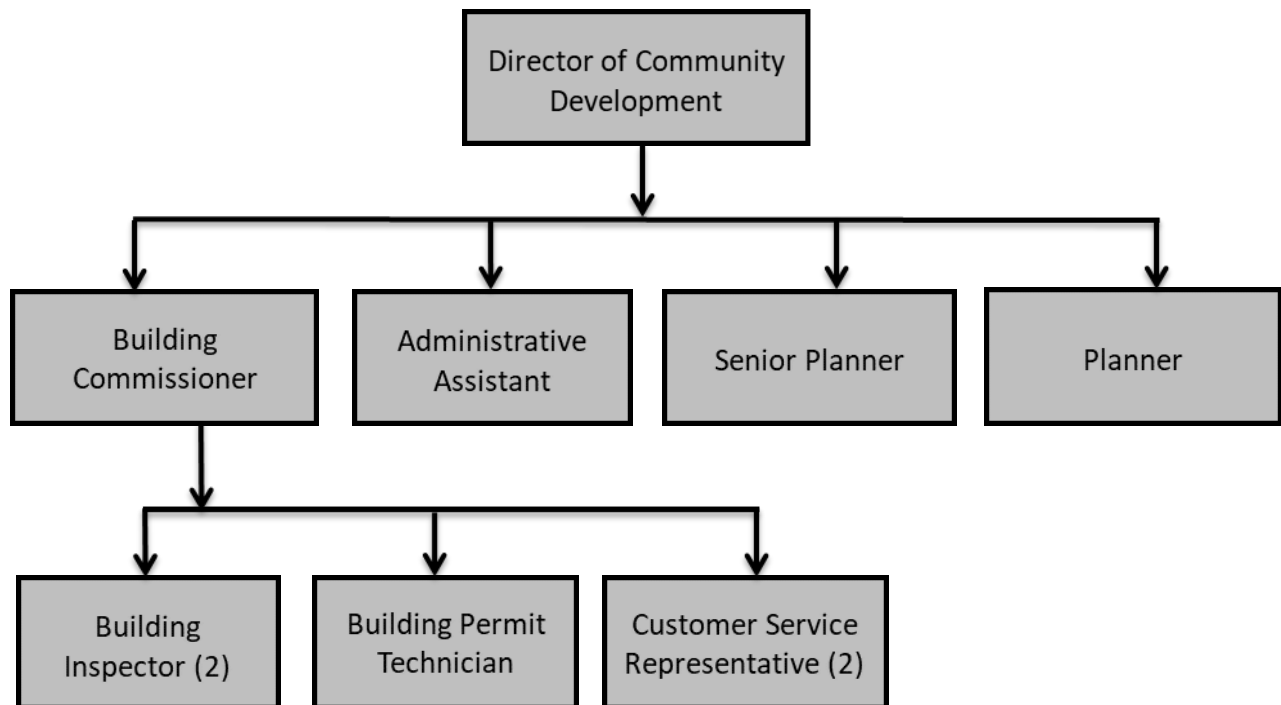 Director of Community
Development
Building
Commissioner
Administrative
Assistant
Senior Planner
Planner
Building
Inspector (2)
Building Permit
Technician
Customer Service
Representative (2)